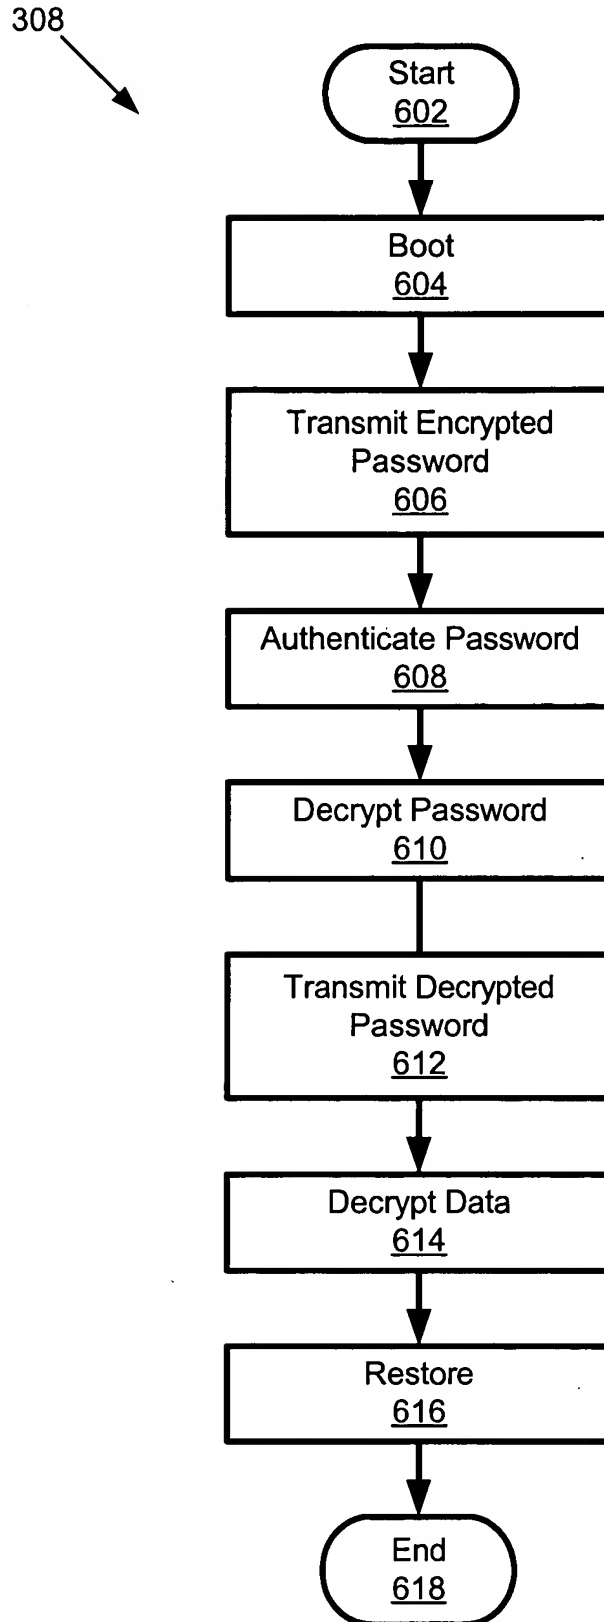 308
Start
602
Boot
604
Transmit Encrypted
Password
606
Authenticate Password
608
Decrypt Password
610
Transmit Decrypted
Password
612
Decrypt Data
614
Restore
616
End
618